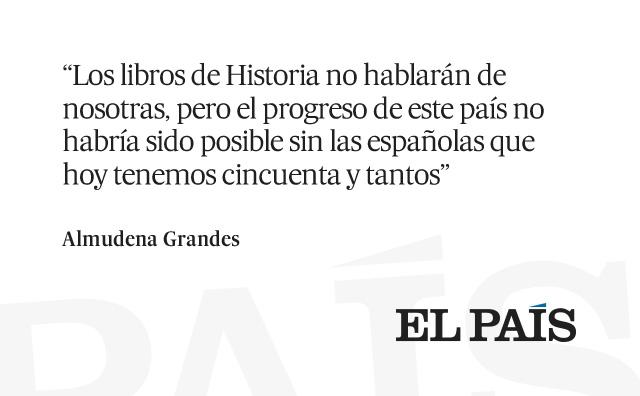 “Los libros de Historia no hablarán de
nosotras, pero el progreso de este país no
habría sido posible sin las españolas que
hoy tenemos cincuenta y tantos”
Almudena Grandes
EL PAÍS
PAÍS